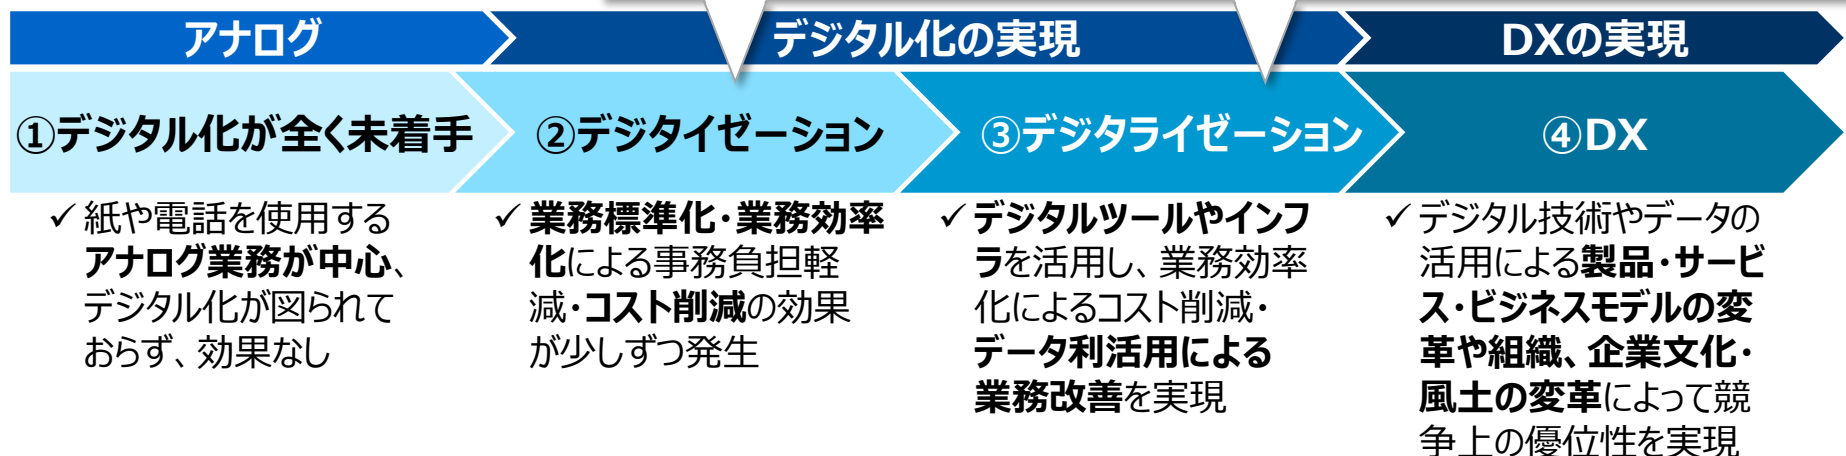 アナログ
デジタル化の実現
DXの実現
①デジタル化が全く未着手
②デジタイゼーション
③デジタライゼーション
④DX
✓ 紙や電話を使用する
アナログ業務が中心、
デジタル化が図られて
おらず、効果なし
✓ 業務標準化・業務効率
化による事務負担軽
減・コスト削減の効果
が少しずつ発生
✓ デジタルツールやインフ
ラを活用し、業務効率
化によるコスト削減・
データ利活用による
業務改善を実現
✓ デジタル技術やデータの
活用による製品・サービ
ス・ビジネスモデルの変
革や組織、企業文化・
風土の変革によって競
争上の優位性を実現